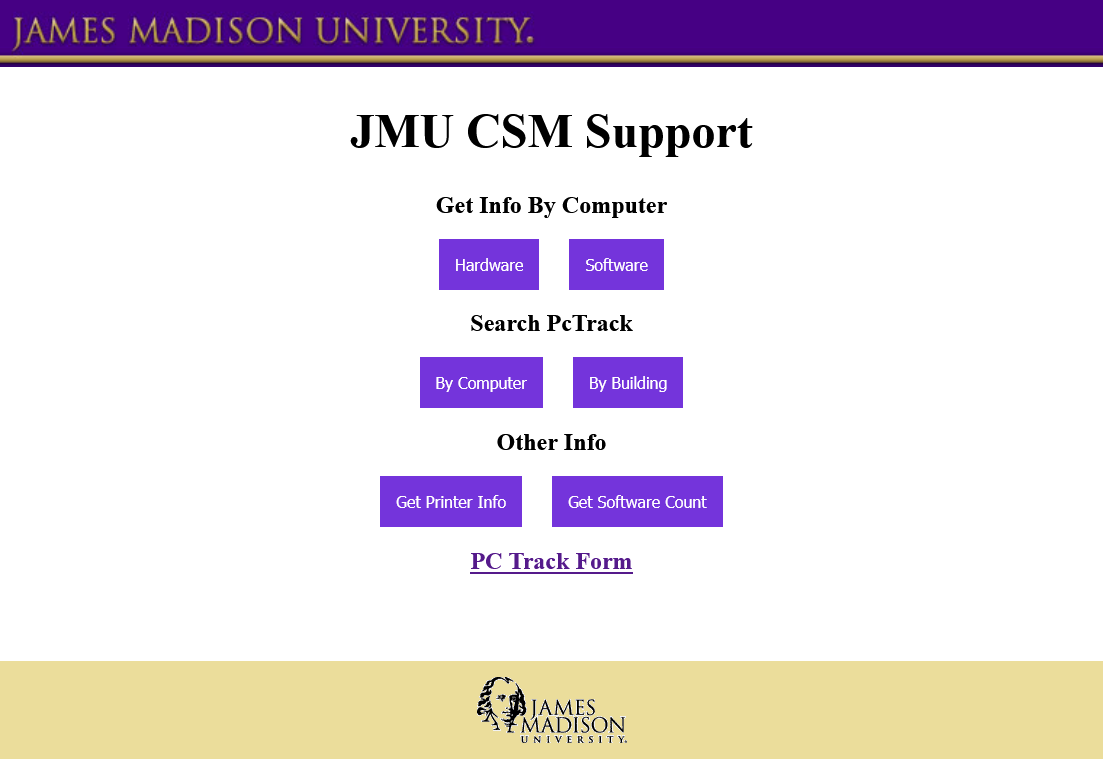 JAMES MADISON UNIVERSITY.
JMU CSM Support
Get Info By Computer
Hardware Software
Search PcTrack
By Computer By Building
Other Info
Get Printer Info Get Software Count
PC Track Form
JAMES
MADISON
UNIVERSITY.